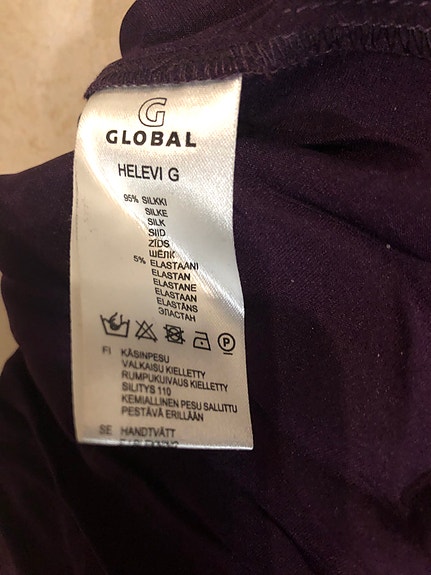 G
GLOBAL
HELEVI G
95% SILKKI
SILKE
SILK
SIID
ZĪDS
ШЁЛК
5% ELASTAANI
ELASTAN
ELASTANE
ELASTAAN
ELASTĀNS
ЭЛАСТАН
P
FI KÄSINPESU
VALKAISU KIELLETTY
RUMPUKUIVAUS KIELLETTY
SILITYS 110
KEMIALLINEN PESU SALLITTU
PESTÄVÄ ERILLÄÄN
SE HANDTVÄTT